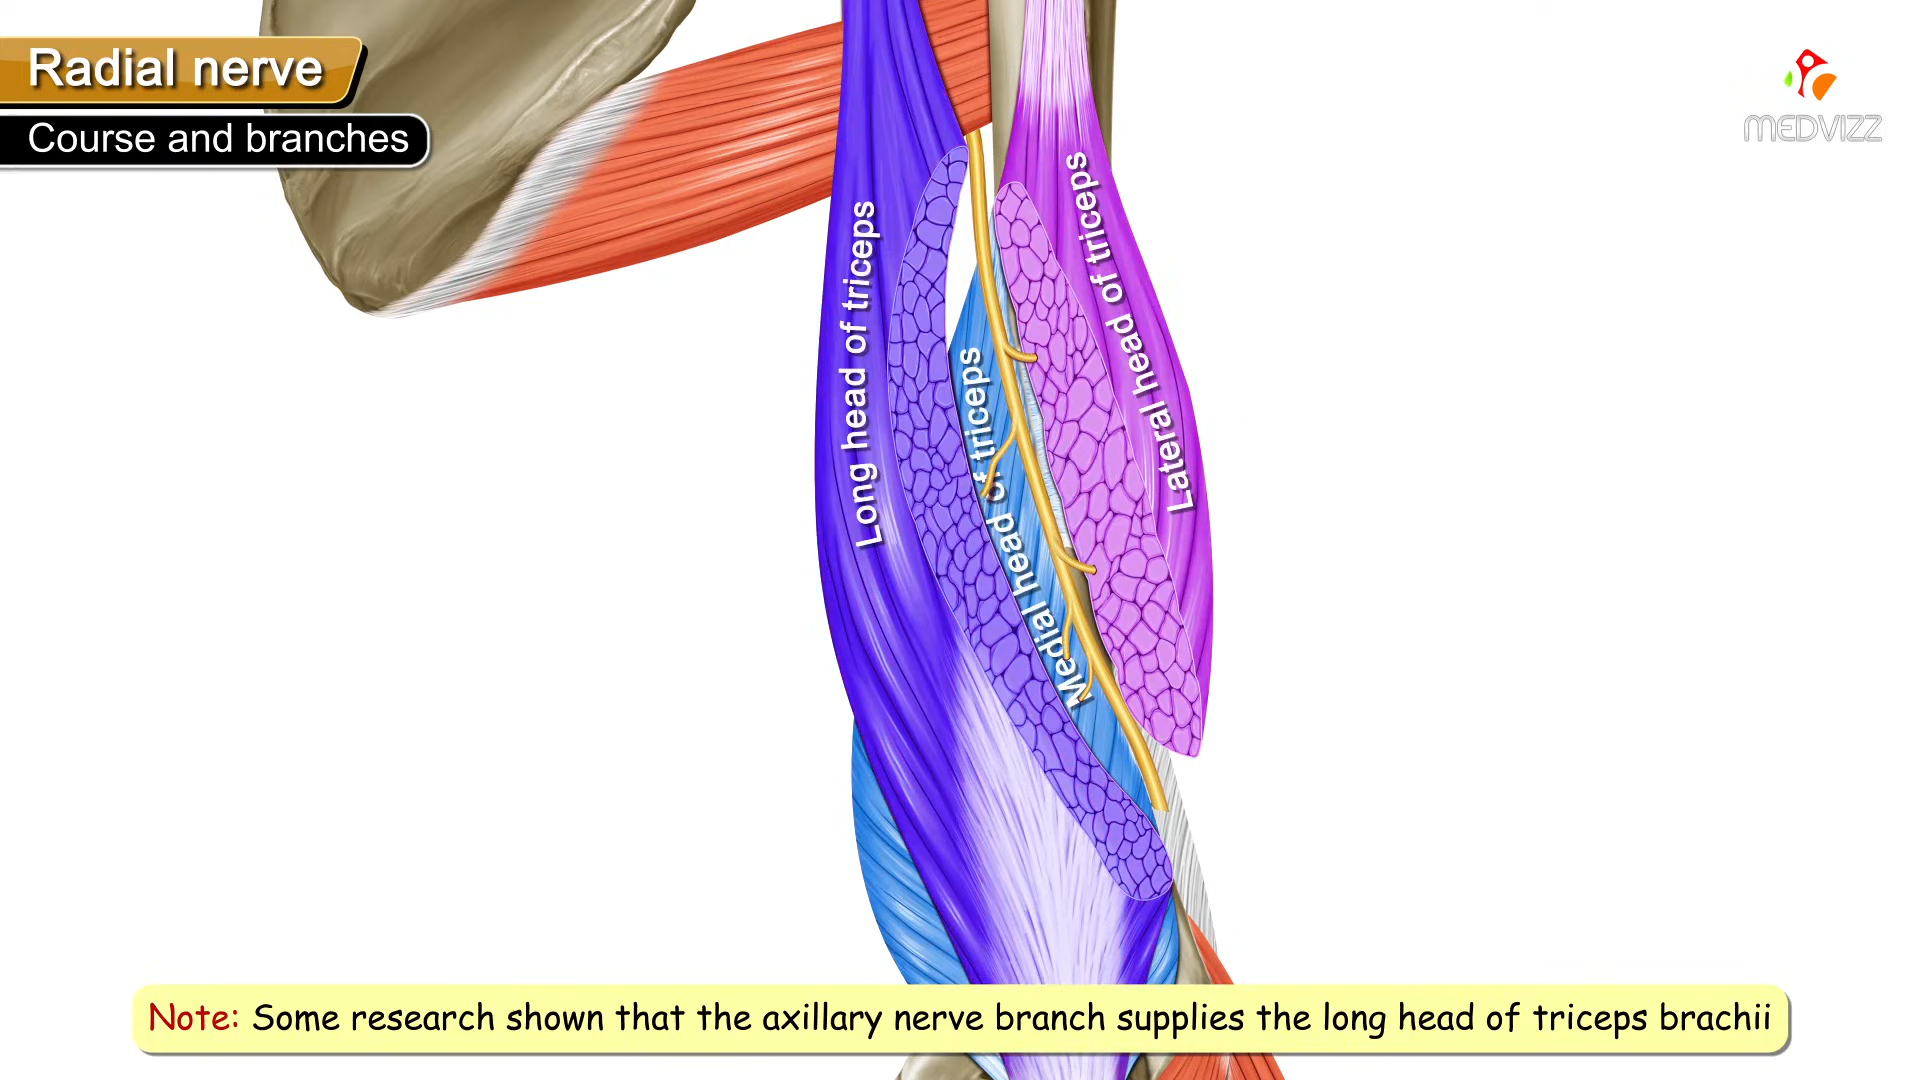 Radial nerve
Course and branches
MEDVIZZ
Long head of triceps
Medial head of triceps
Lateral head of triceps
Note: Some research shown that the axillary nerve branch supplies the long head of triceps brachii